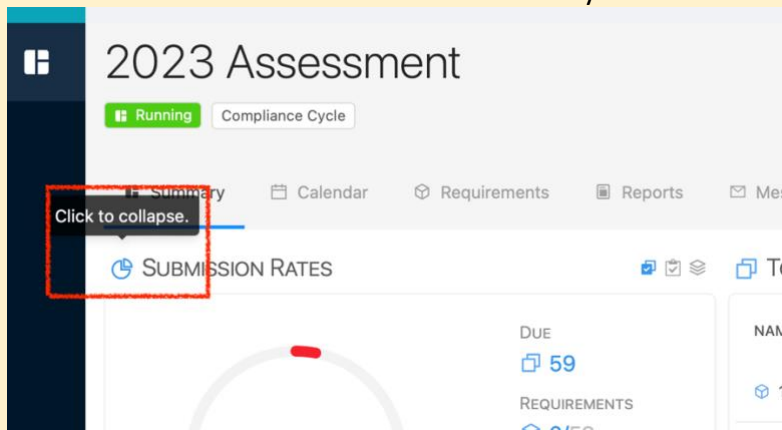 2023 Assessment
Running Compliance Cycle
Summary Calendar Requirements Reports
Click to collapse.
SUBMISSION RATES
DUE
59
REQUIREMENTS